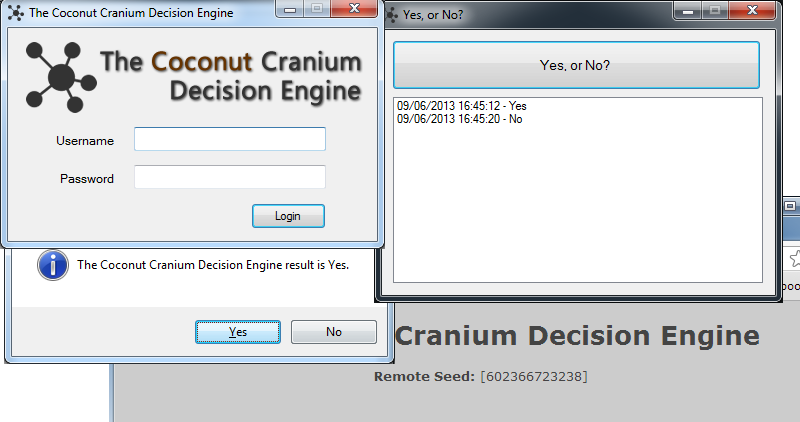 The Coconut Cranium Decision Engine
The Coconut Cranium
Decision Engine
Username
Password
Login
The Coconut Cranium Decision Engine result is Yes.
Yes
No
Yes, or No?
Yes, or No?
09/06/2013 16:45:12 - Yes
09/06/2013 16:45:20 - No
Cranium Decision Engine
Remote Seed: [602366723238]